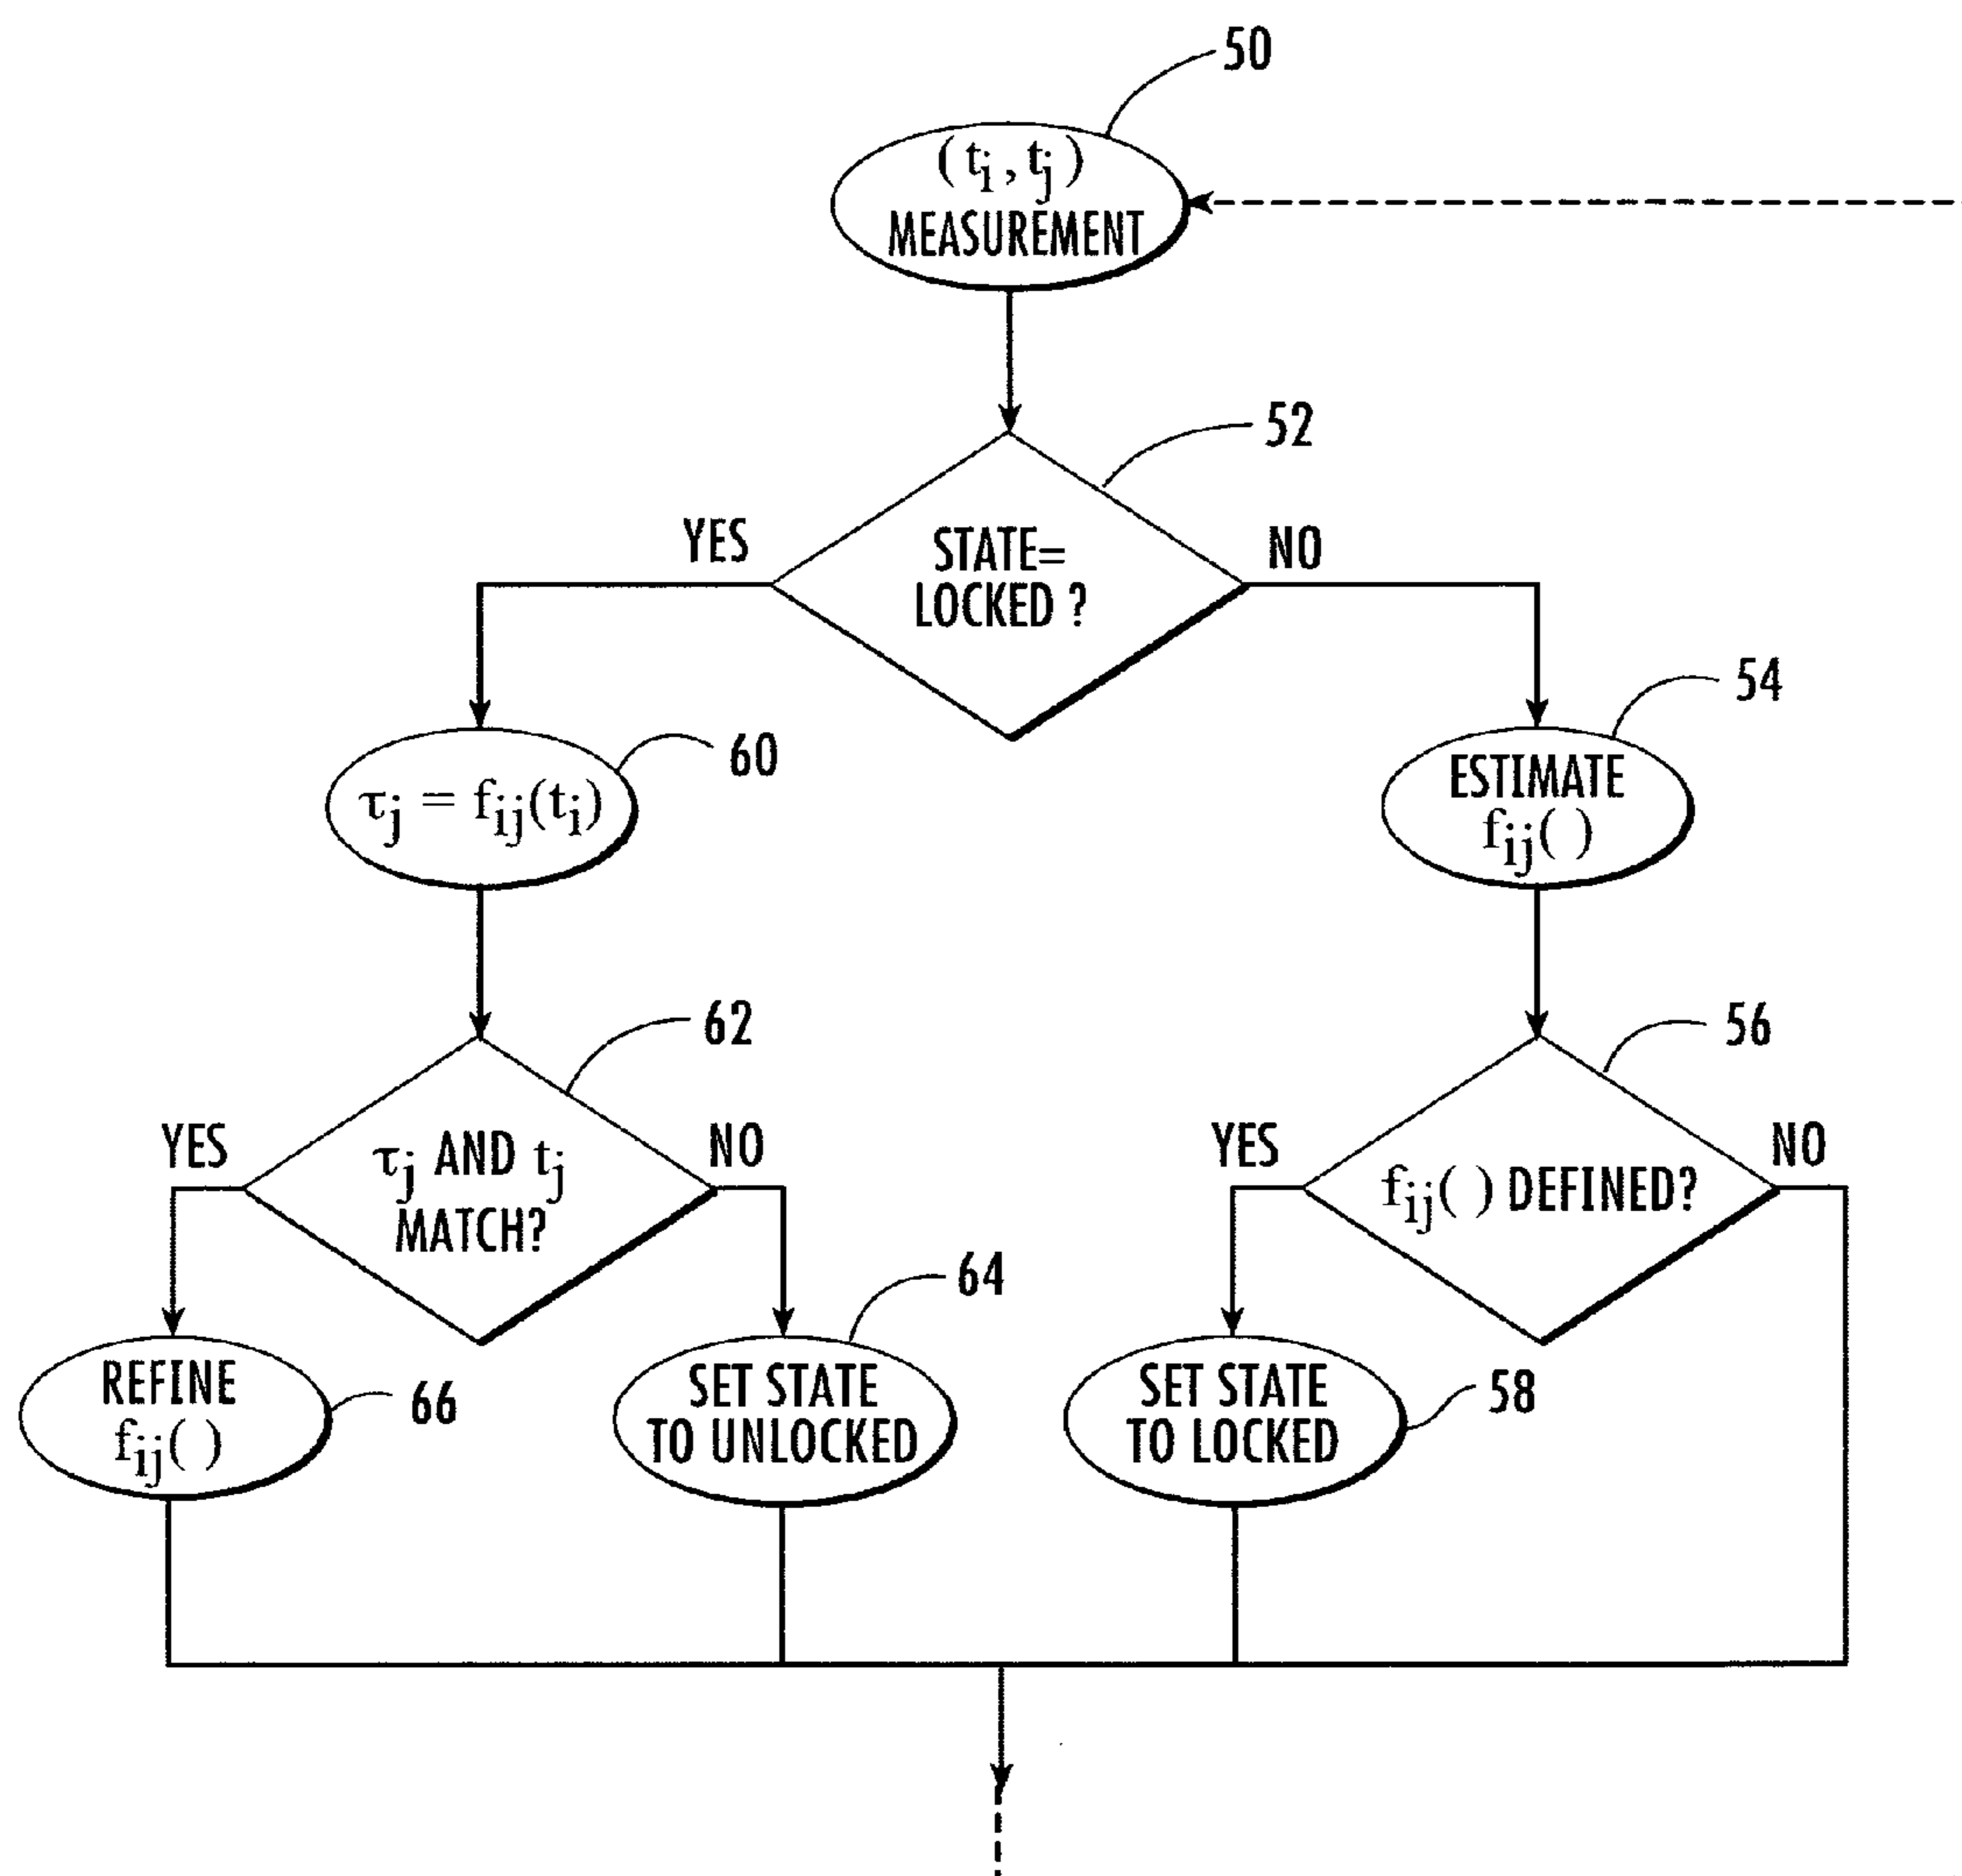 50
(tᵢ, tⱼ)
MEASUREMENT
52
YES
STATE=
LOCKED ?
NO
54
60
τⱼ = fᵢⱼ(tᵢ)
ESTIMATE
fᵢⱼ( )
62
56
YES
τⱼ AND tⱼ
MATCH?
NO
YES
fᵢⱼ( ) DEFINED?
NO
64
REFINE
fᵢⱼ( )
66
SET STATE
TO UNLOCKED
SET STATE
TO LOCKED
58